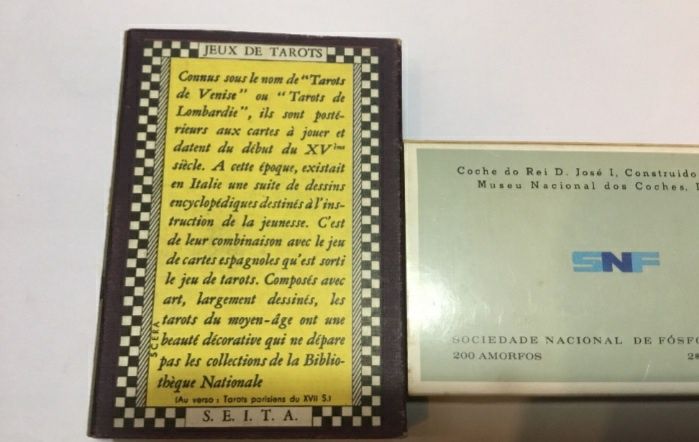 JEUX DE TAROTS
Connus sous le nom de "Tarots
de Venise" ou "Tarots de
Lombardie", ils sont posté-
rieurs aux cartes à jouer et
datent du début du XVème
siècle. A cette époque, existait
en Italie une suite de dessins
encyclopédiques destinés à l'ins-
truction de la jeunesse. C'est
de leur combinaison avec le jeu
de cartes espagnoles qu'est sorti
le jeu de tarots. Composés avec
art, largement dessinés, les
tarots du moyen-âge ont une
beauté décorative qui ne dépare
pas les collections de la Biblio-
thèque Nationale
(Au verso : Tarots parisiens du XVII S.)
SCERA
S. E. I. T. A.
Coche do Rei D. José I, Construido
Museu Nacional dos Coches,
SNF
SOCIEDADE NACIONAL DE FÓSFO
200 AMORFOS